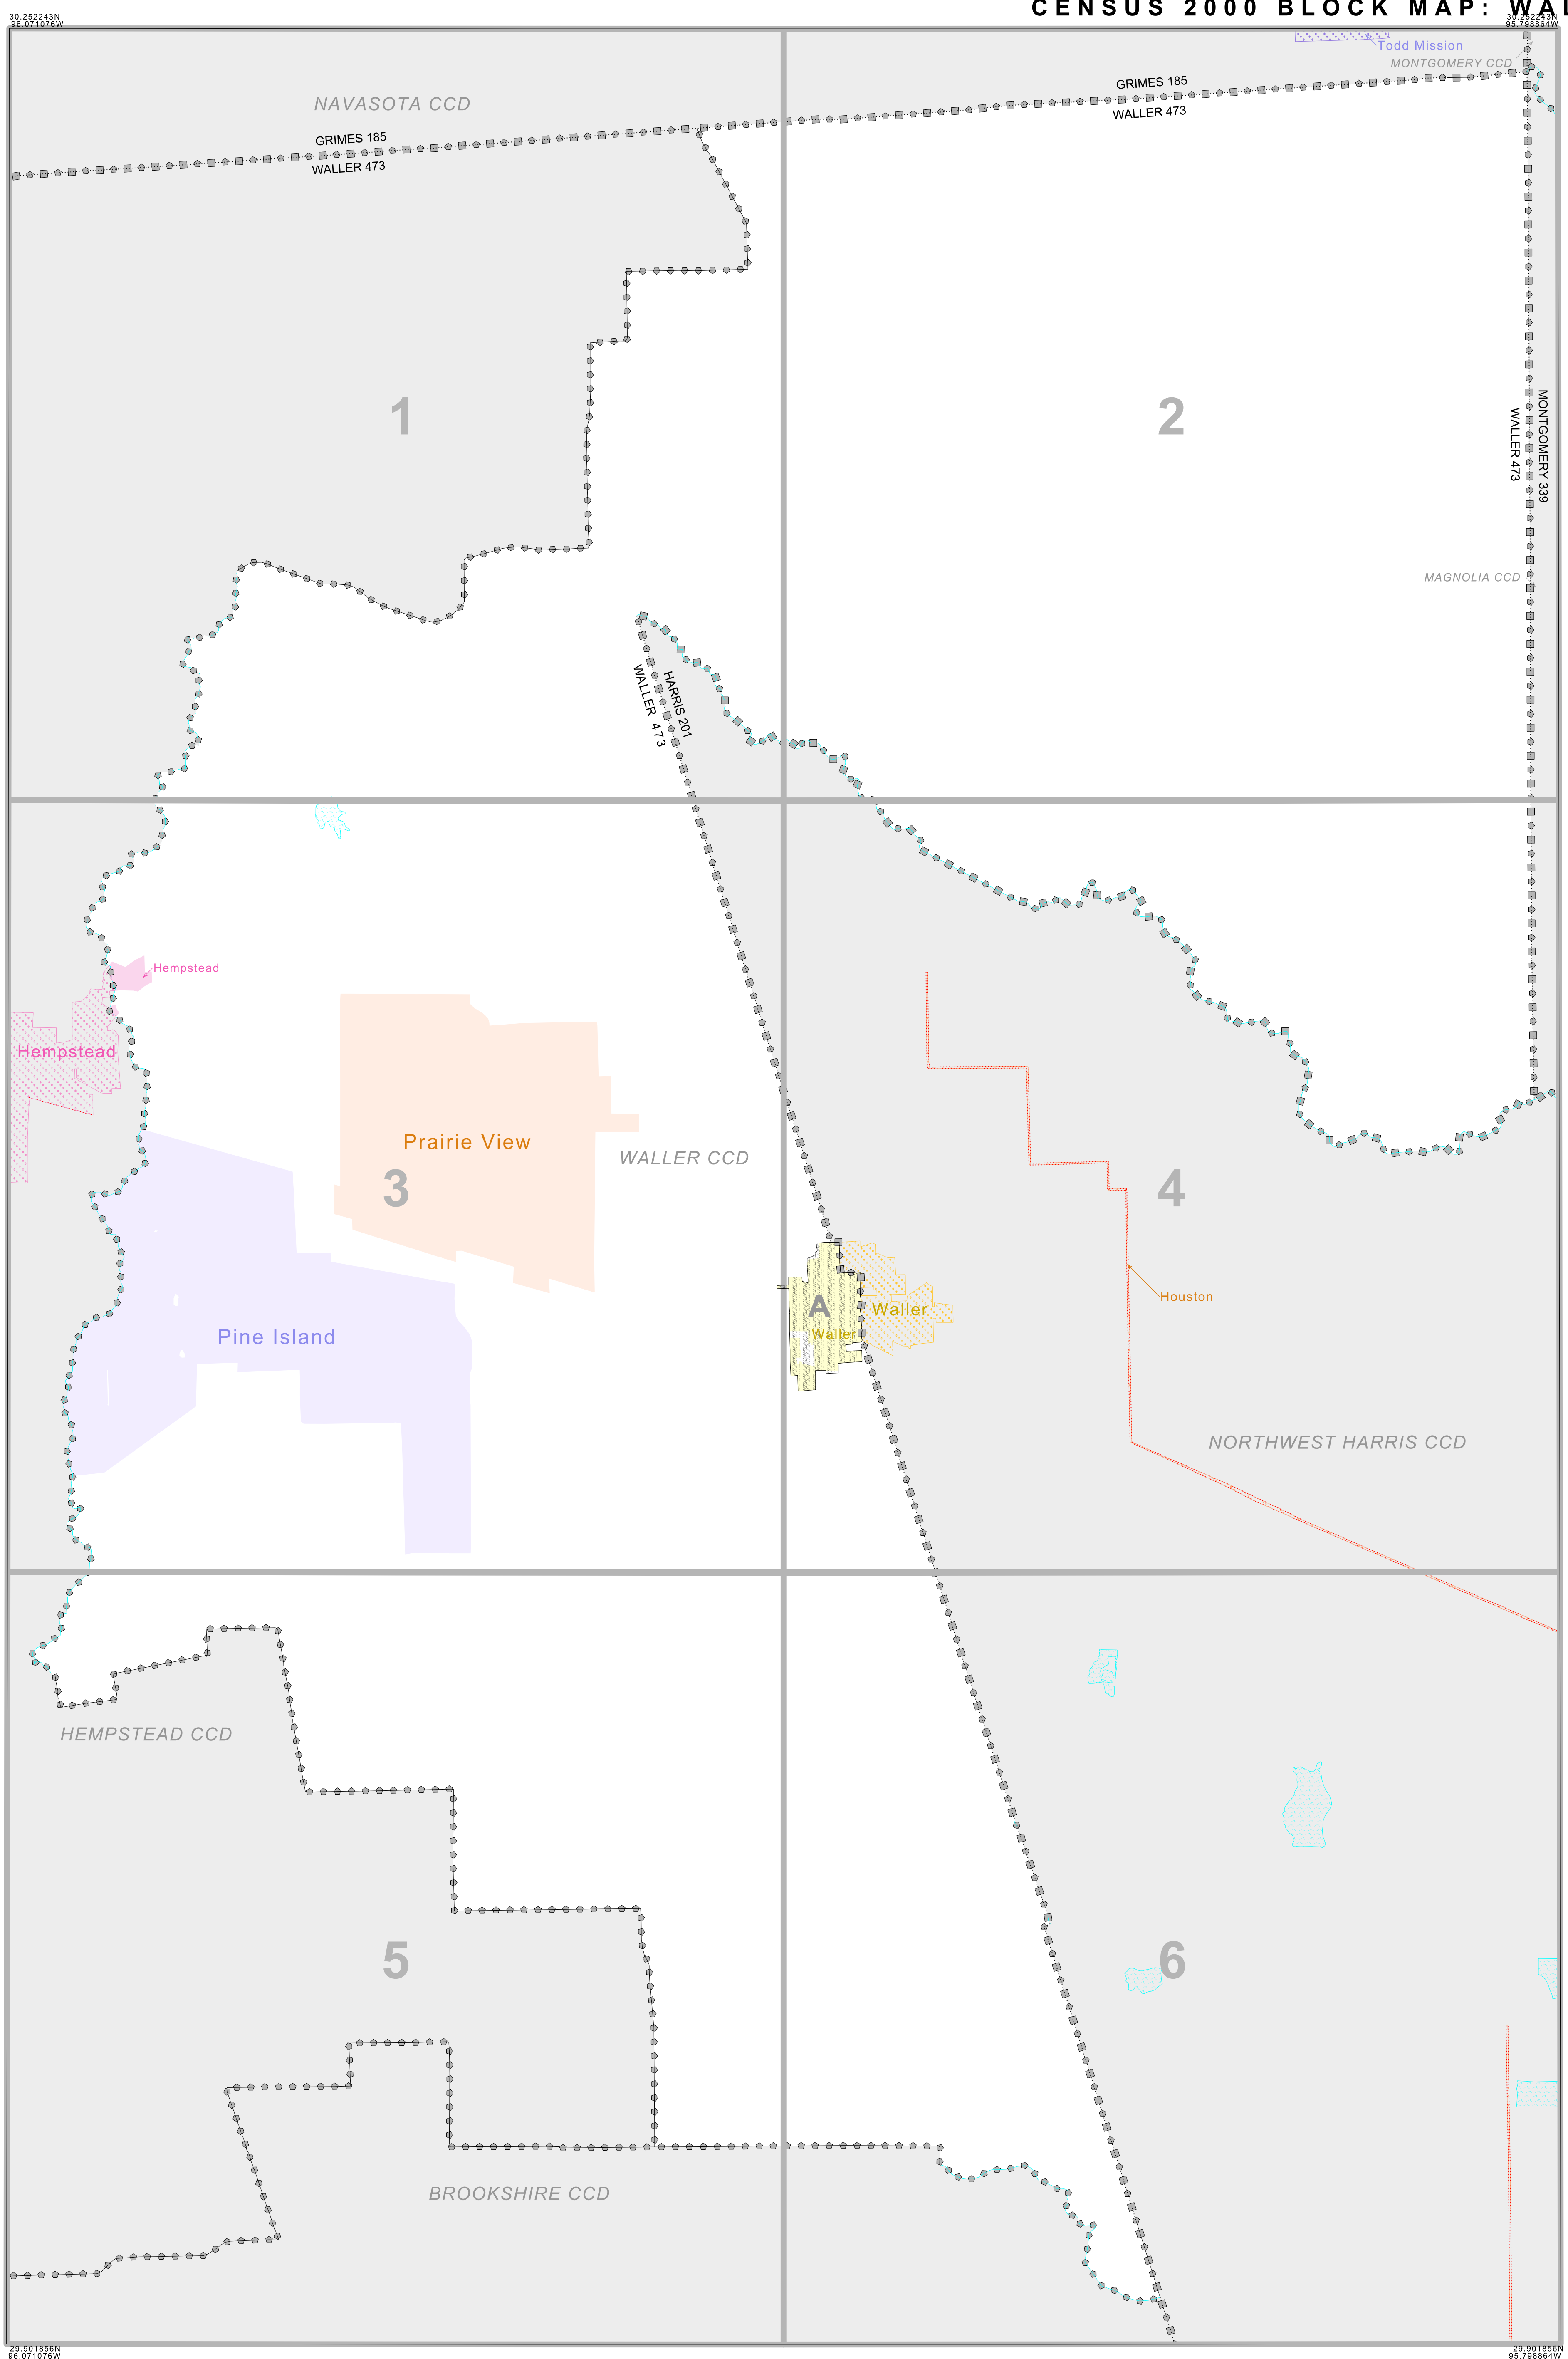 CENSUS 2000 BLOCK MAP: WAL
30.252243N
96.071076W
30.252243N
95.798864W
Todd Mission
MONTGOMERY CCD
NAVASOTA CCD
GRIMES 185
WALLER 473
GRIMES 185
WALLER 473
1
2
MONTGOMERY 339
WALLER 473
MAGNOLIA CCD
HARRIS 201
WALLER 473
Hempstead
Hempstead
Prairie View
WALLER CCD
3
4
Houston
A
Waller
Waller
Pine Island
NORTHWEST HARRIS CCD
HEMPSTEAD CCD
5
6
BROOKSHIRE CCD
29.901856N
96.071076W
29.901856N
95.798864W